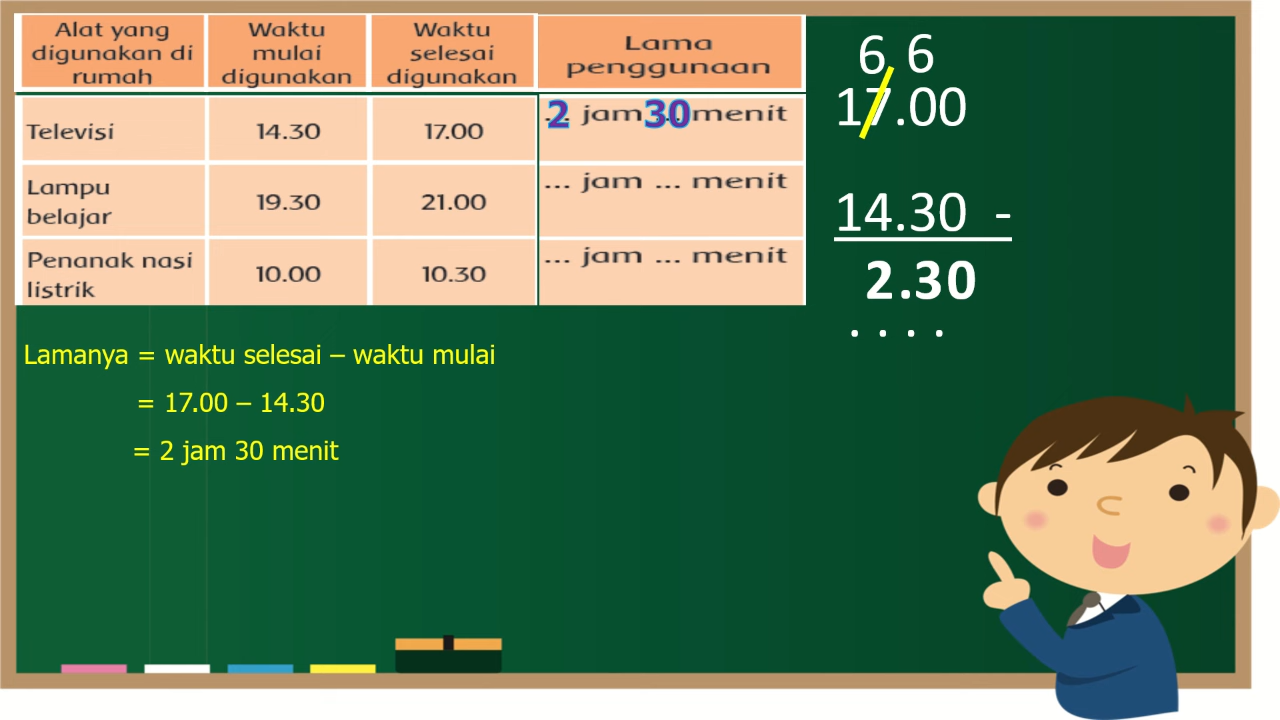 Alat yang digunakan di rumah
Waktu mulai digunakan
Waktu selesai digunakan
Lama penggunaan
Televisi
14.30
17.00
2 jam 30 menit
Lampu belajar
19.30
21.00
... jam ... menit
Penanak nasi listrik
10.00
10.30
... jam ... menit
6 6
17.00
14.30 -
2.30
. . . .
Lamanya = waktu selesai – waktu mulai
= 17.00 – 14.30
= 2 jam 30 menit